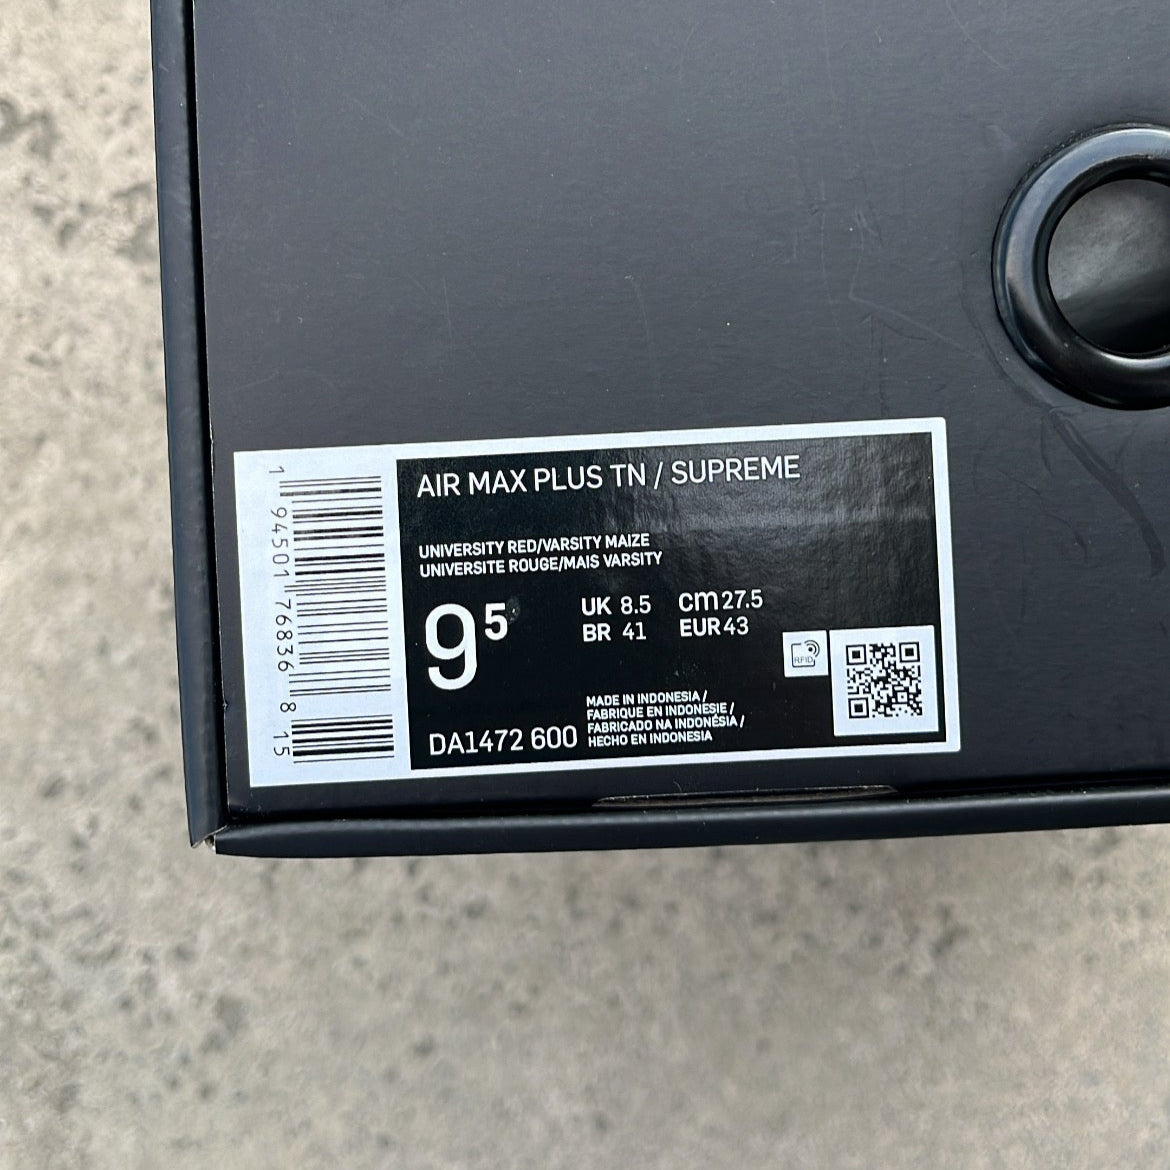 AIR MAX PLUS TN / SUPREME
UNIVERSITY RED/VARSITY MAIZE
UNIVERSITE ROUGE/MAIS VARSITY
9 5
UK 8.5 CM 27.5
BR 41 EUR 43
RFID
MADE IN INDONESIA /
FABRIQUE EN INDONESIE /
FABRICADO NA INDONÉSIA /
HECHO EN INDONESIA
DA1472 600
1 94501 76836 8 15